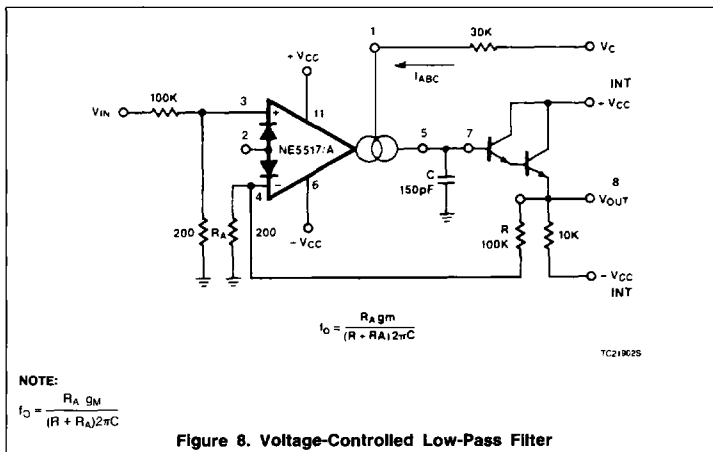 1
30K
V_C
I_ABC
INT
+ V_CC
+ V_CC
V_IN
100K
3
+
11
2
NE5517/A
5
7
4
−
6
C
150pF
8
V_OUT
200
R_A
200
− V_CC
R
100K
10K
− V_CC
INT
f_O = R_A gm / (R + RA) 2πC
TC21902S
NOTE:
f_O = R_A g_M / (R + R_A) 2πC
Figure 8. Voltage-Controlled Low-Pass Filter